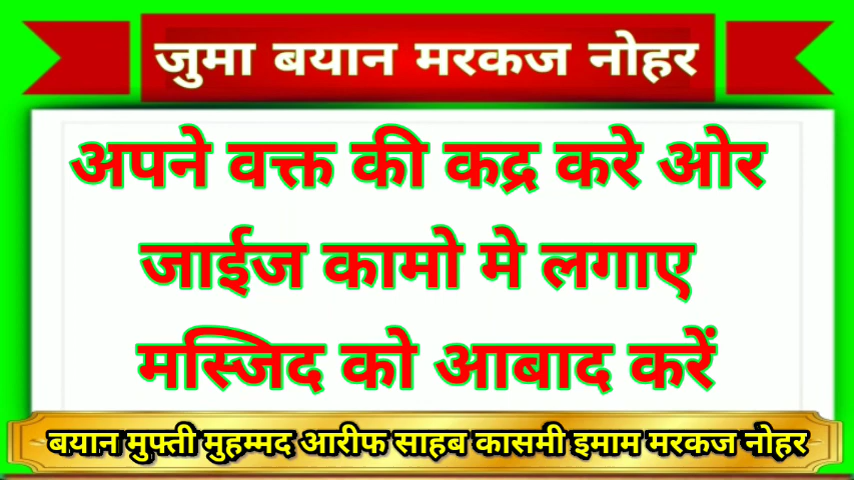 जुमा बयान मरकज नोहर
अपने वक्त की कद्र करे ओर
जाईज कामो मे लगाए
मस्जिद को आबाद करें
बयान मुफ्ती मुहम्मद आरीफ साहब कासमी इमाम मरकज नोहर